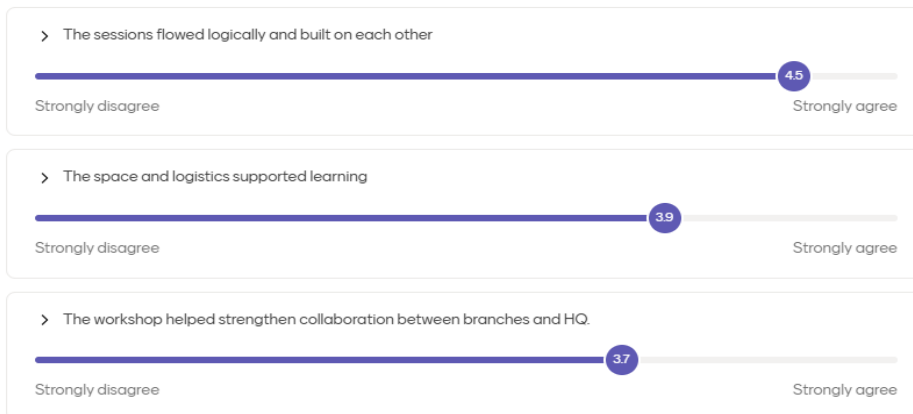 The sessions flowed logically and built on each other
4.5
Strongly disagree Strongly agree
The space and logistics supported learning
3.9
Strongly disagree Strongly agree
The workshop helped strengthen collaboration between branches and HQ.
3.7
Strongly disagree Strongly agree